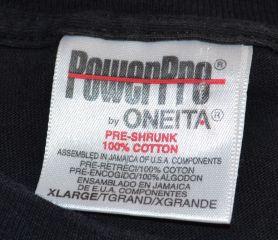 PowerPro®
by ONEITA®
PRE-SHRUNK
100% COTTON
ASSEMBLED IN JAMAICA OF U.S.A. COMPONENTS
PRE-RETRECI/100% COTON
PRE-ENCOGIDO/100% ALGODON
ENSAMBLADO EN JAMAICA
DE E.U.A. COMPONENTES
XLARGE/TGRAND/XGRANDE